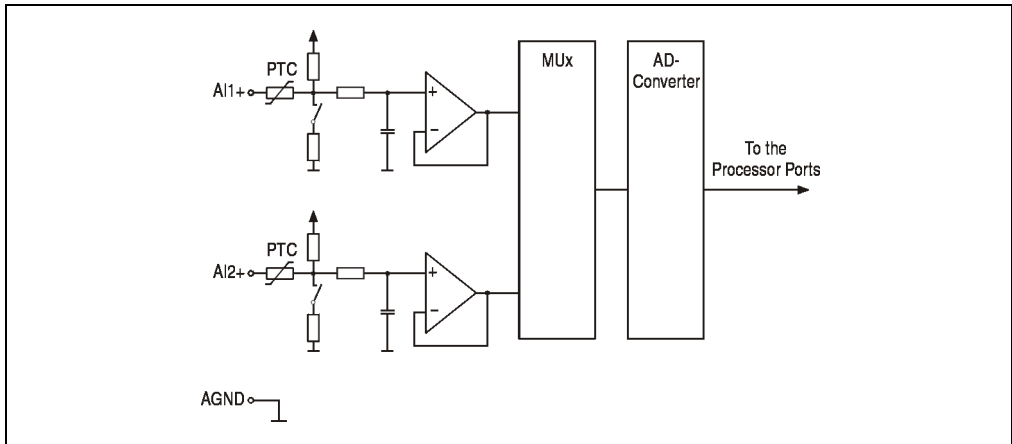 PTC
AI1+
+
−
MUx
AD-
Converter
To the
Processor Ports
PTC
AI2+
+
−
AGND